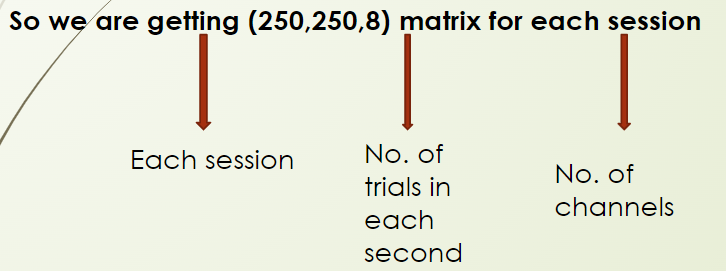 So we are getting (250,250,8) matrix for each session
Each session
No. of
trials in
each
second
No. of
channels